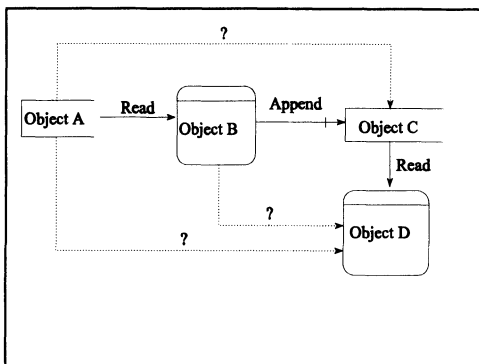 ?
Read
Append
Object A
Object B
Object C
Read
?
Object D
?